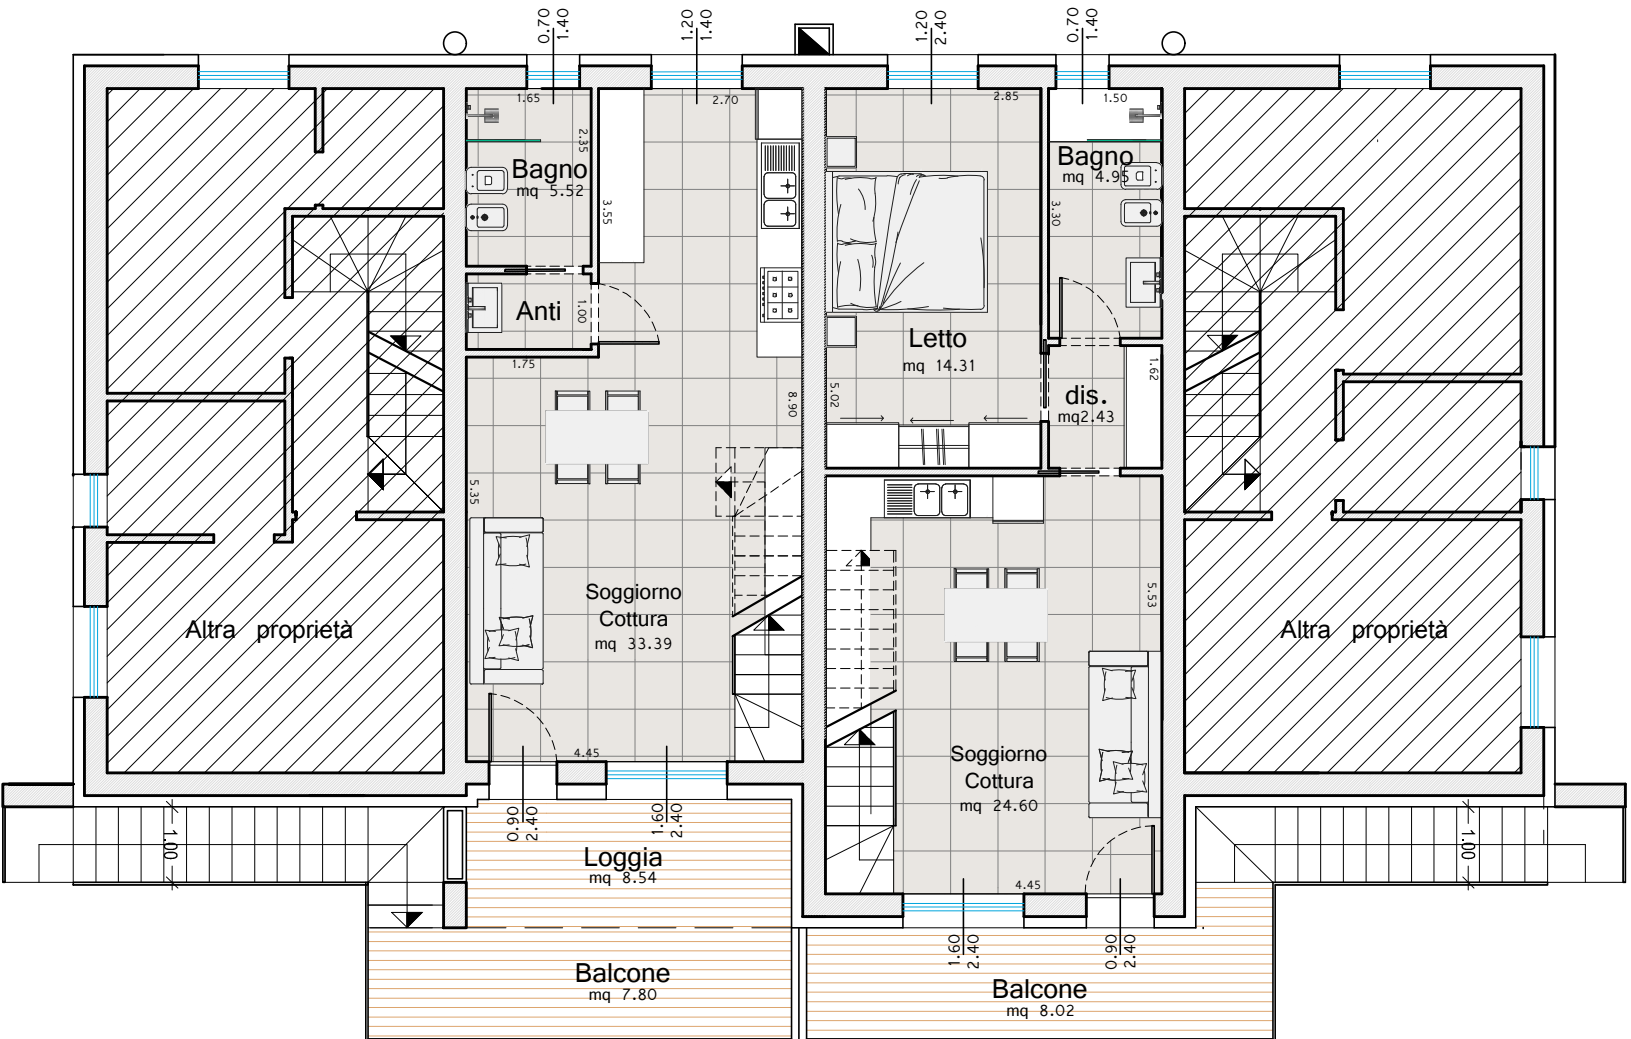 0.70
1.40
1.20
1.40
1.20
2.40
0.70
1.40
1.65
2.70
2.85
1.50
2.35
Bagno
mq 5.52
3.55
Bagno
mq 4.95
3.30
Anti
1.00
1.75
Letto
mq 14.31
1.62
8.90
5.02
dis.
mq2.43
5.35
Soggiorno
Cottura
mq 33.39
5.53
Altra proprietà
Altra proprietà
4.45
Soggiorno
Cottura
mq 24.60
0.90
2.40
1.60
2.40
1.00
1.00
Loggia
mq 8.54
4.45
1.60
2.40
0.90
2.40
Balcone
mq 7.80
Balcone
mq 8.02